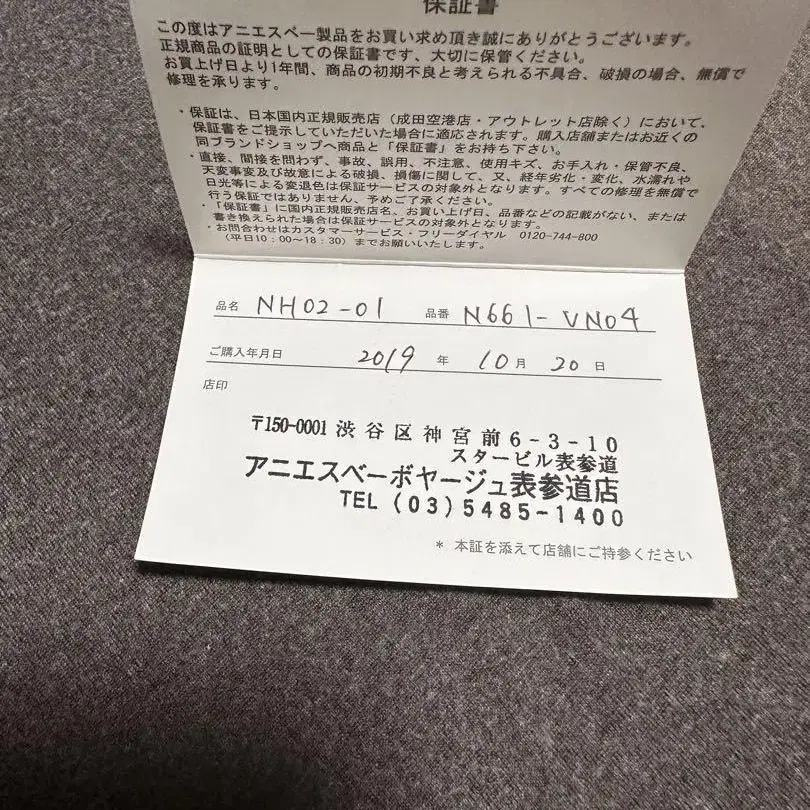 保証書
この度はアニエスベー製品をお買い求め頂き誠にありがとうございます。
正規商品の証明としての保証書です、大切に保管ください。
お買上げ日より1年間、商品の初期不良と考えられる不具合、破損の場合、無償で
修理を承ります。
・保証は、日本国内正規販売店（成田空港店・アウトレット店除く）において、
保証書をご提示していただいた場合に適応されます。購入店舗またはお近くの
同ブランドショップへ商品と「保証書」をお持ち下さい。
・直接、間接を問わず、事故、誤用、不注意、使用キズ、お手入れ・保管不良、
天変事変及び故意による破損、損傷に関して、又、経年劣化・変化、水濡れや
日光等による変退色は保証サービスの対象外となります。すべての修理を無償で
行う保証ではありません、予めご了承ください。
・「保証書」に国内正規販売店名、お買い上げ日、品番などの記載がない、または
書き換えられた場合は保証サービスの対象外となります。
・お問合わせはカスタマーサービス・フリーダイヤル 0120-744-800
（平日10：00〜18：30）までお願いいたします。
品名 NH02-01 品番 N661-VN04
ご購入年月日 2019 年 10 月 20 日
店印
〒150-0001 渋谷区神宮前6-3-10
スタービル表参道
アニエスベーボヤージュ表参道店
TEL (03)5485-1400
* 本証を添えて店舗にご持参ください